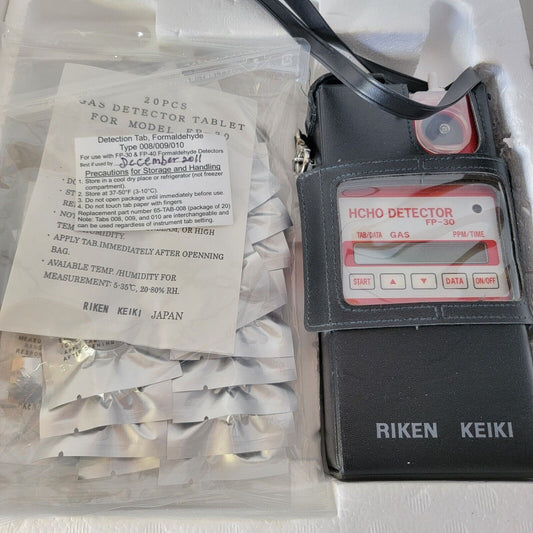 20PCS
GAS DETECTOR TABLET
FOR MODEL FP-30
Detection Tab, Formaldehyde
Type 008/009/010
For use with FP-30 & FP-40 Formaldehyde Detectors
Best if used by December 2011
Precautions for Storage and Handling
1. Store in a cool dry place or refrigerator (not freezer
compartment).
2. Store at 37-50°F (3-10°C).
3. Do not open package until immediately before use.
4. Do not touch tab paper with fingers
Replacement part number 65-TAB-008 (package of 20)
Note: Tabs 008, 009, and 010 are interchangeable and
can be used regardless of instrument tab setting.
OR HIGH
HUMIDITY.
· APPLY TAB.IMMEDIATELY AFTER OPENNING
BAG.
· AVAIABLE TEMP./HUMIDITY FOR
MEASUREMENT: 5-35℃, 20-80% RH.
RIKEN KEIKI JAPAN
HCHO DETECTOR
FP-30
TAB/DATA GAS PPM/TIME
START ▲ ▼ DATA ON/OFF
RIKEN KEIKI